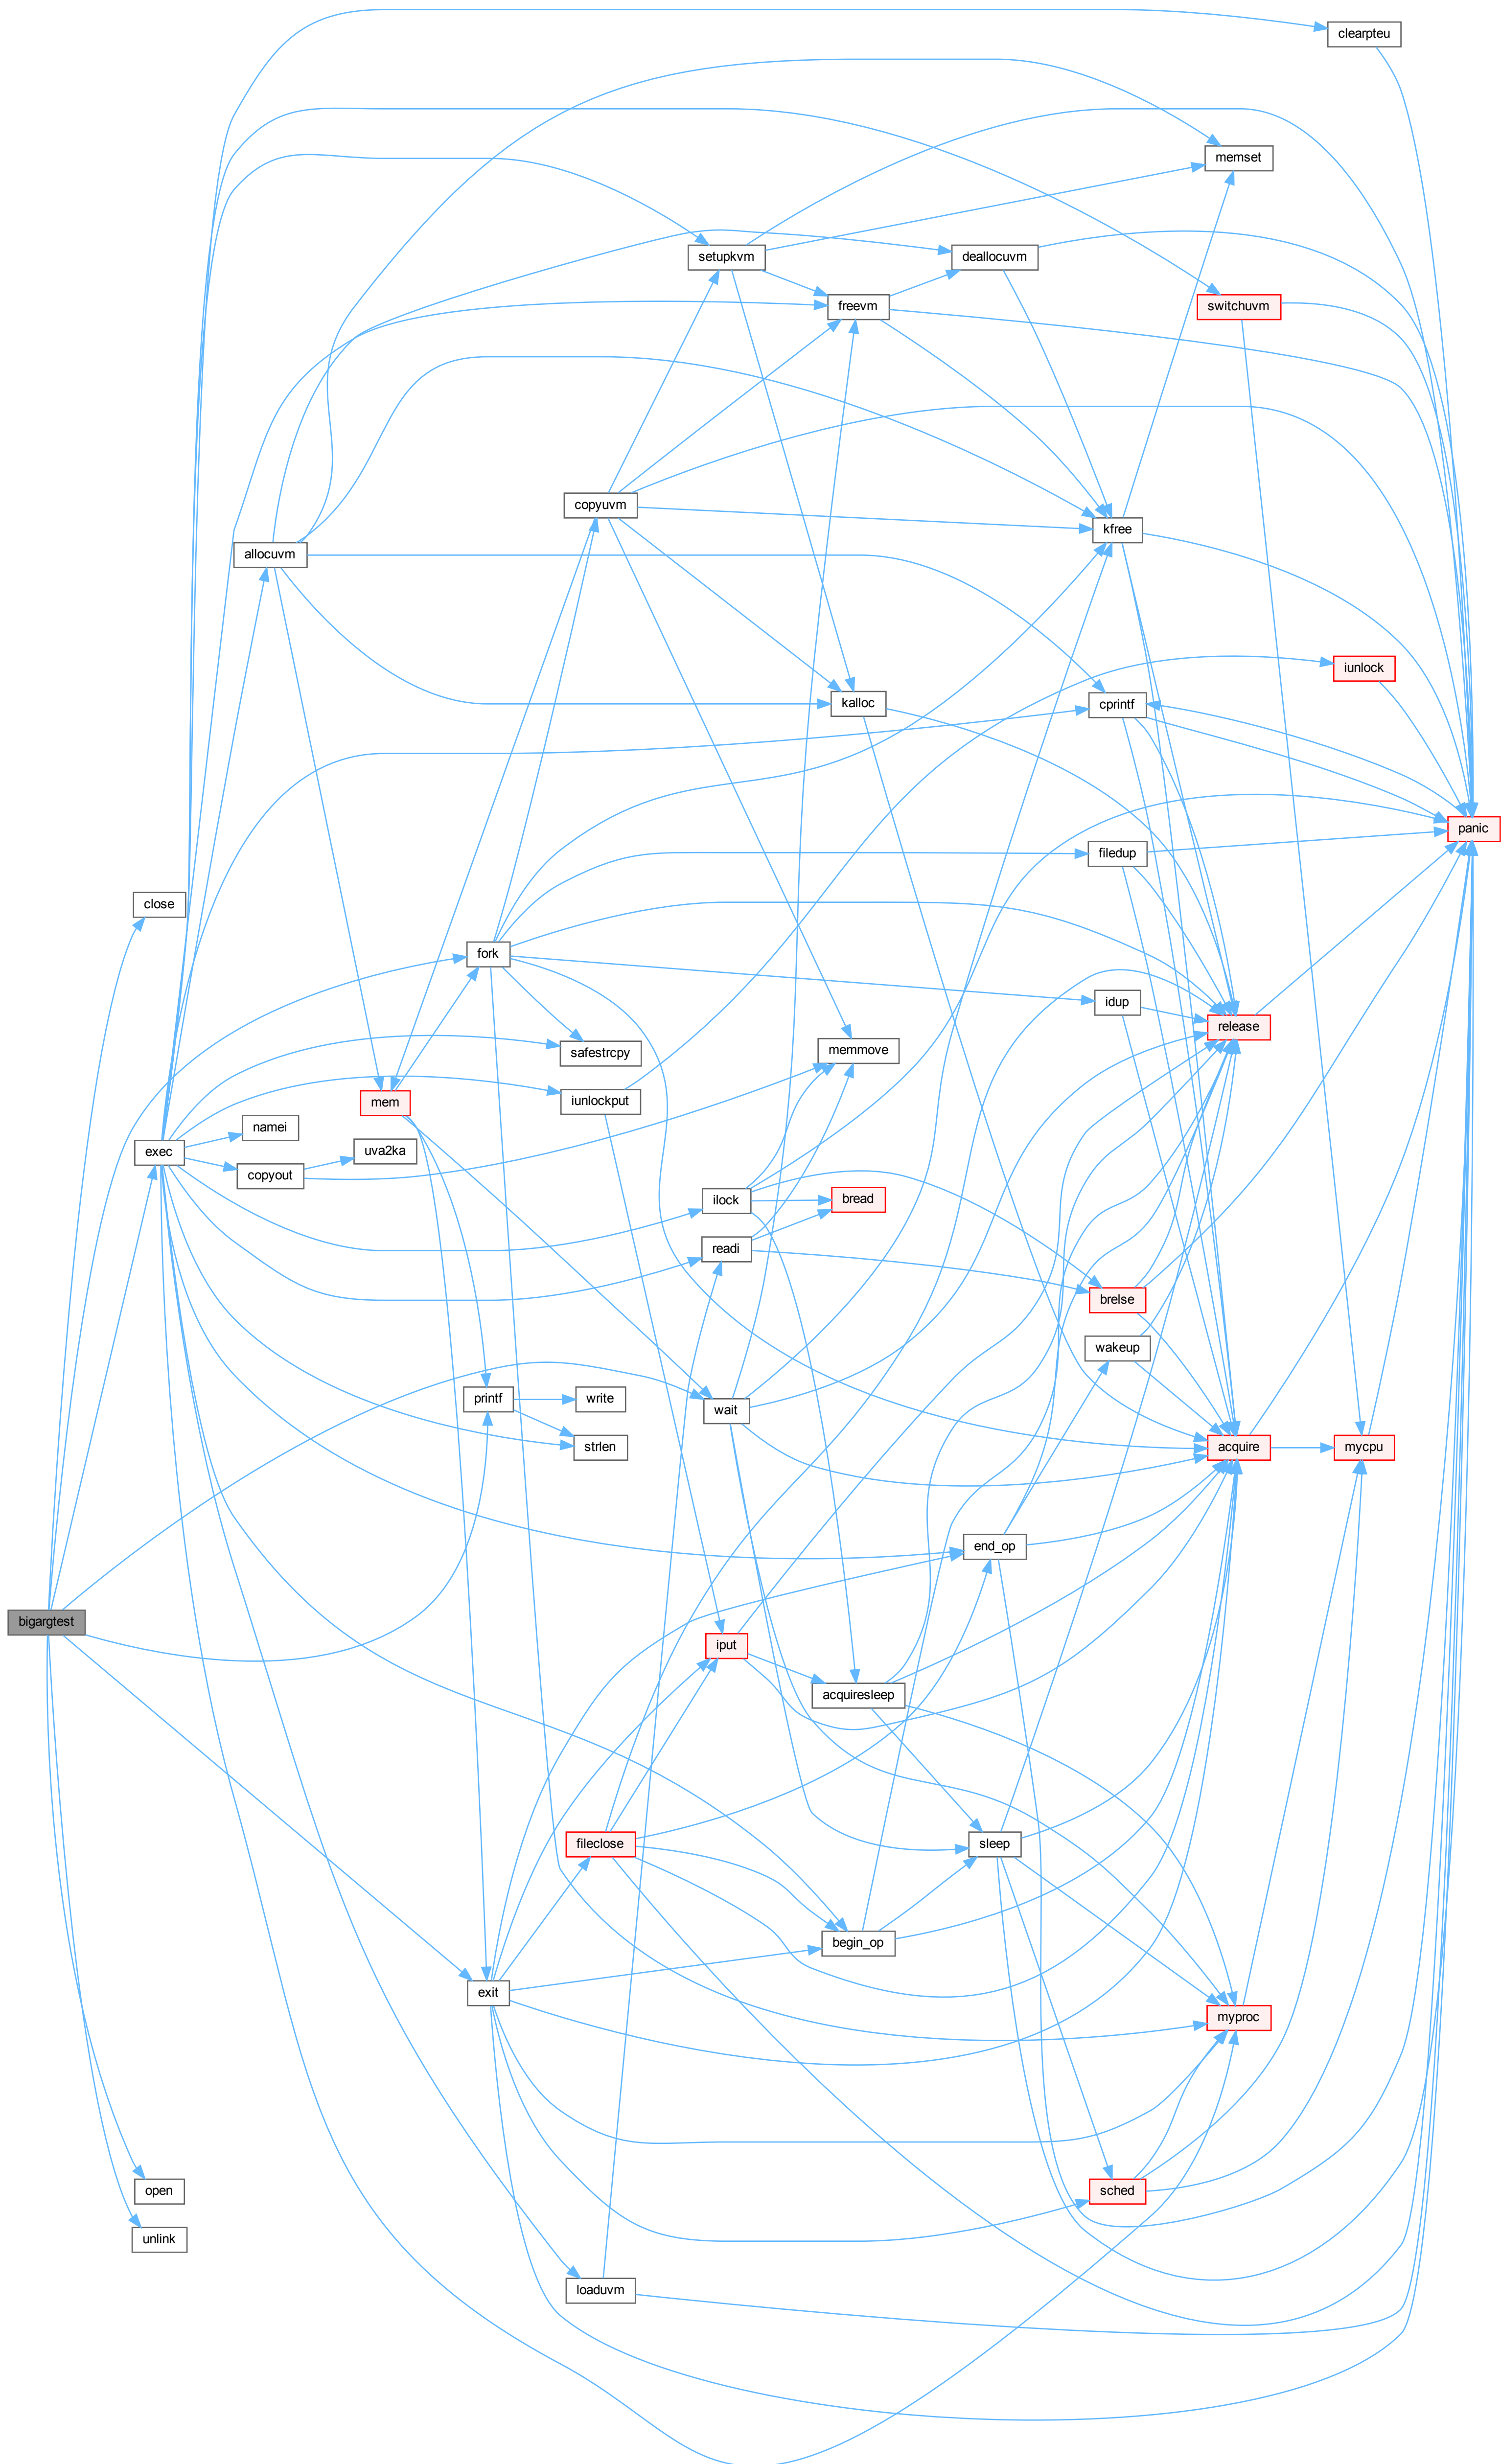 clearpteu
memset
setupkvm
deallocuvm
freevm
switchuvm
copyuvm
kfree
allocuvm
iunlock
kalloc
cprintf
panic
filedup
close
fork
idup
release
safestrcpy
memmove
mem
iunlockput
namei
exec
uva2ka
copyout
ilock
bread
readi
brelse
wakeup
printf
write
wait
strlen
acquire
mycpu
end_op
bigargtest
iput
acquiresleep
fileclose
sleep
begin_op
exit
myproc
open
sched
unlink
loaduvm